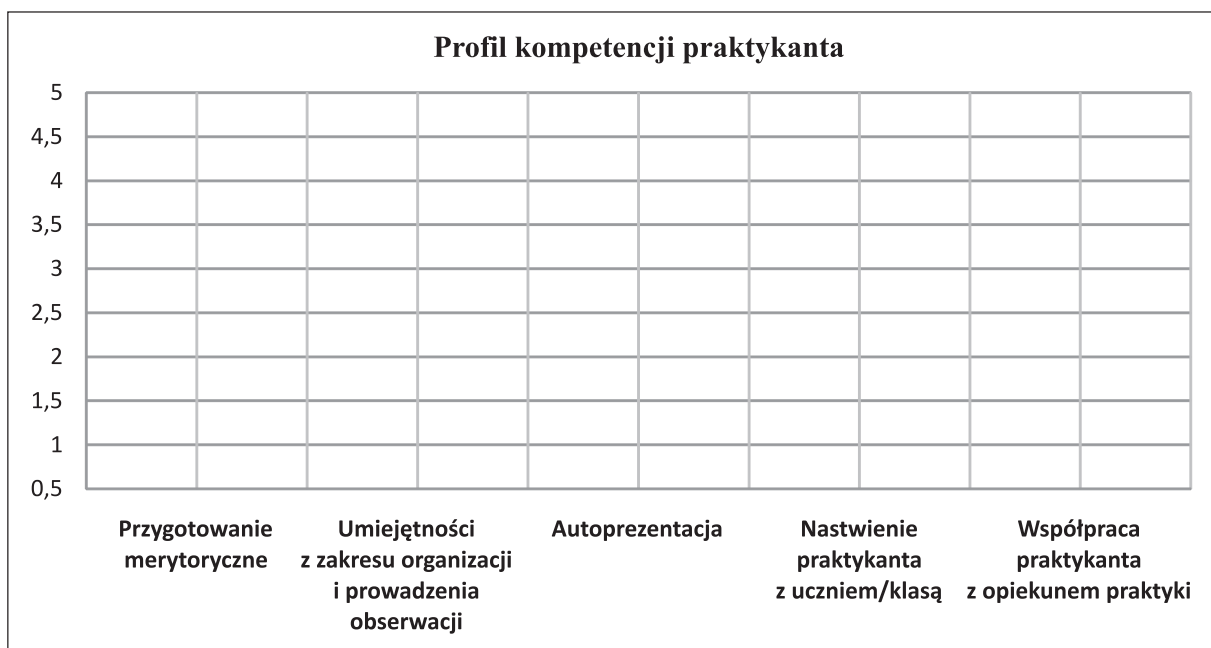 Profil kompetencji praktykanta
5
4,5
4
3,5
3
2,5
2
1,5
1
0,5
Przygotowanie
merytoryczne
Umiejętności
z zakresu organizacji
i prowadzenia
obserwacji
Autoprezentacja
Nastwienie
praktykanta
z uczniem/klasą
Współpraca
praktykanta
z opiekunem praktyki